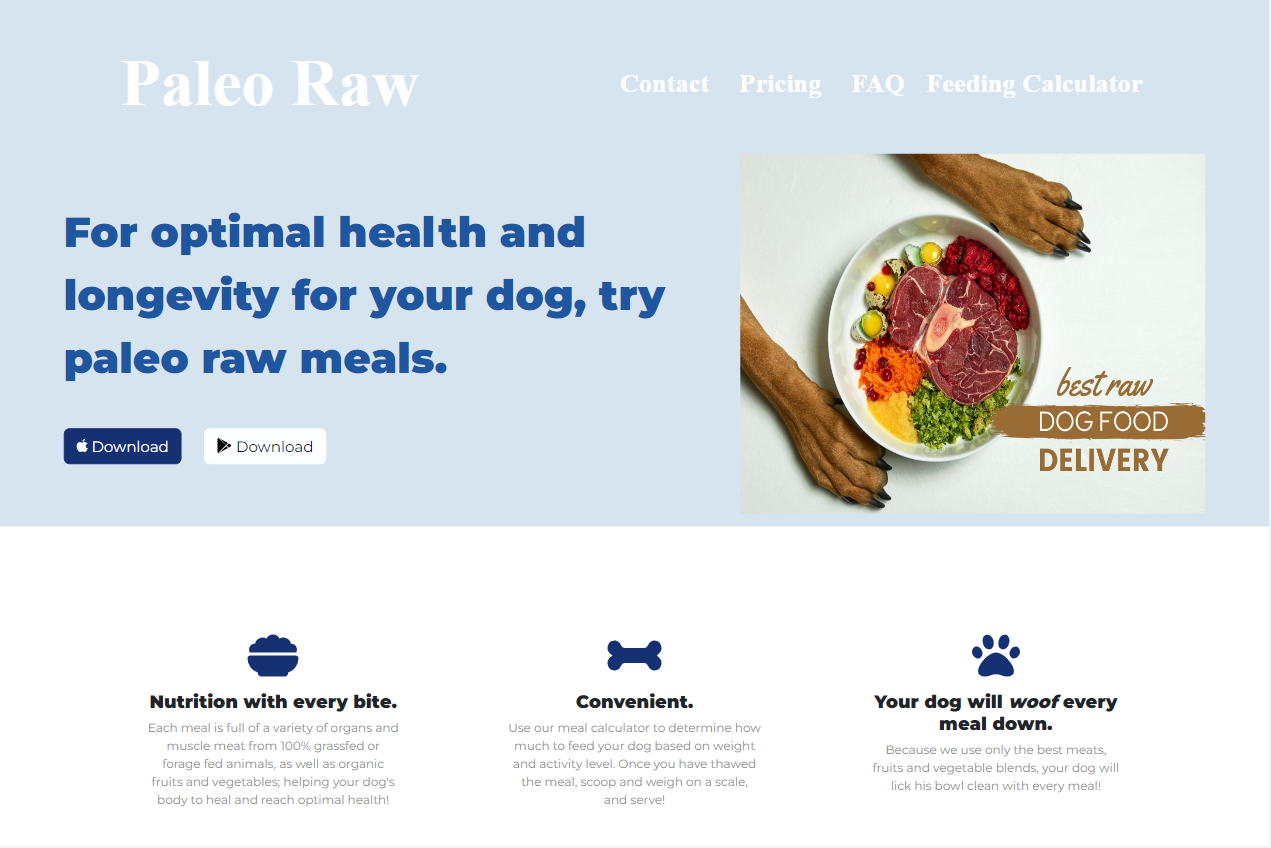 Paleo Raw
Contact Pricing FAQ Feeding Calculator
For optimal health and
longevity for your dog, try
paleo raw meals.
Download Download
best raw
DOG FOOD
DELIVERY
Nutrition with every bite.
Each meal is full of a variety of organs and
muscle meat from 100% grassfed or
forage fed animals, as well as organic
fruits and vegetables; helping your dog's
body to heal and reach optimal health!
Convenient.
Use our meal calculator to determine how
much to feed your dog based on weight
and activity level. Once you have thawed
the meal, scoop and weigh on a scale,
and serve!
Your dog will woof every
meal down.
Because we use only the best meats,
fruits and vegetable blends, your dog will
lick his bowl clean with every meal!